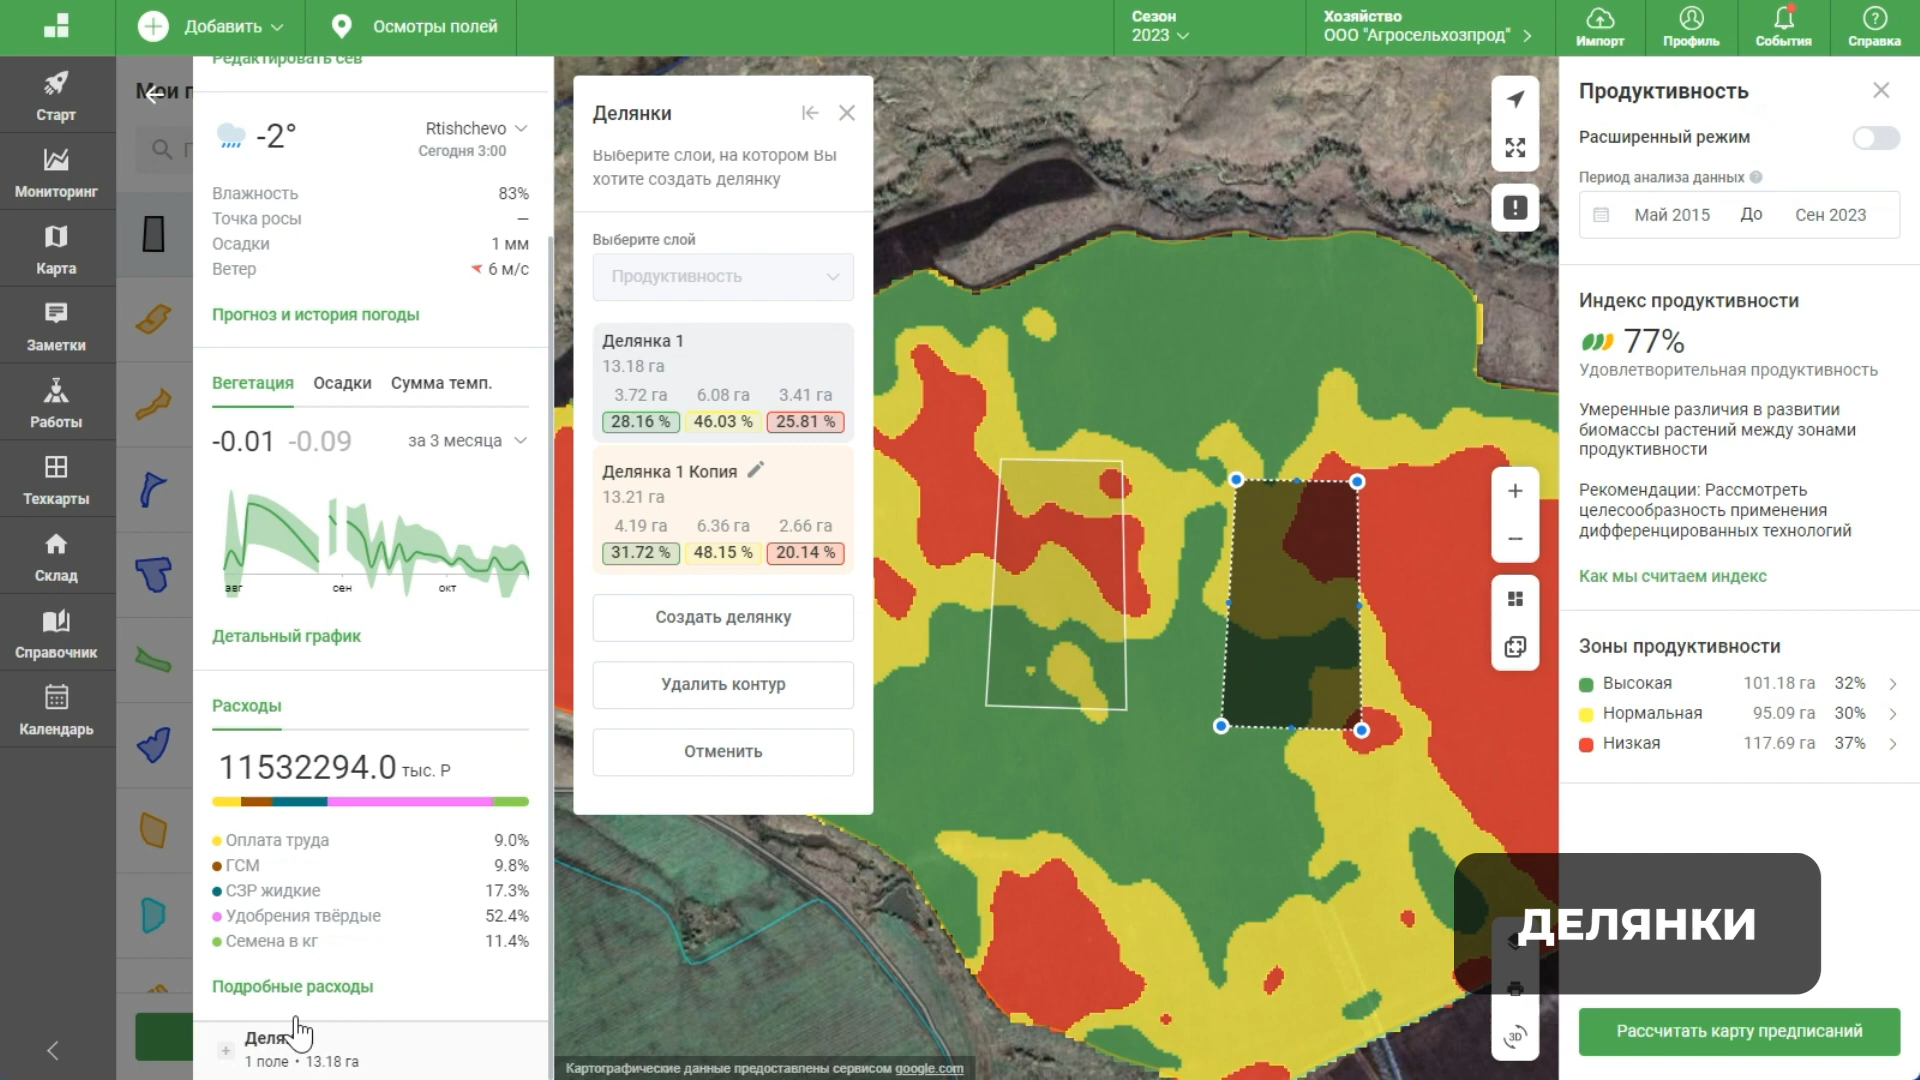 Добавить
Осмотры полей
Сезон
2023
Хозяйство
ООО "Агросельхозпрод"
Импорт
Профиль
События
Справка
Старт
Мониторинг
Карта
Заметки
Работы
Техкарты
Склад
Справочник
Календарь
Редактировать сев
-2°
Rtishchevo
Сегодня 3:00
Влажность 83%
Точка росы —
Осадки 1 мм
Ветер 6 м/с
Прогноз и история погоды
Вегетация Осадки Сумма темп.
-0.01 -0.09 за 3 месяца
авг сен окт
Детальный график
Расходы
11532294.0 тыс. Р
Оплата труда 9.0%
ГСМ 9.8%
СЗР жидкие 17.3%
Удобрения твёрдые 52.4%
Семена в кг 11.4%
Подробные расходы
1 поле • 13.18 га
Делянки
Выберите слои, на котором Вы
хотите создать делянку
Выберите слой
Продуктивность
Делянка 1
13.18 га
3.72 га 6.08 га 3.41 га
28.16 % 46.03 % 25.81 %
Делянка 1 Копия
13.21 га
4.19 га 6.36 га 2.66 га
31.72 % 48.15 % 20.14 %
Создать делянку
Удалить контур
Отменить
Картографические данные предоставлены сервисом google.com
3D
ДЕЛЯНКИ
Продуктивность
Расширенный режим
Период анализа данных
Май 2015 До Сен 2023
Индекс продуктивности
77%
Удовлетворительная продуктивность
Умеренные различия в развитии
биомассы растений между зонами
продуктивности
Рекомендации: Рассмотреть
целесообразность применения
дифференцированных технологий
Как мы считаем индекс
Зоны продуктивности
Высокая 101.18 га 32%
Нормальная 95.09 га 30%
Низкая 117.69 га 37%
Рассчитать карту предписаний